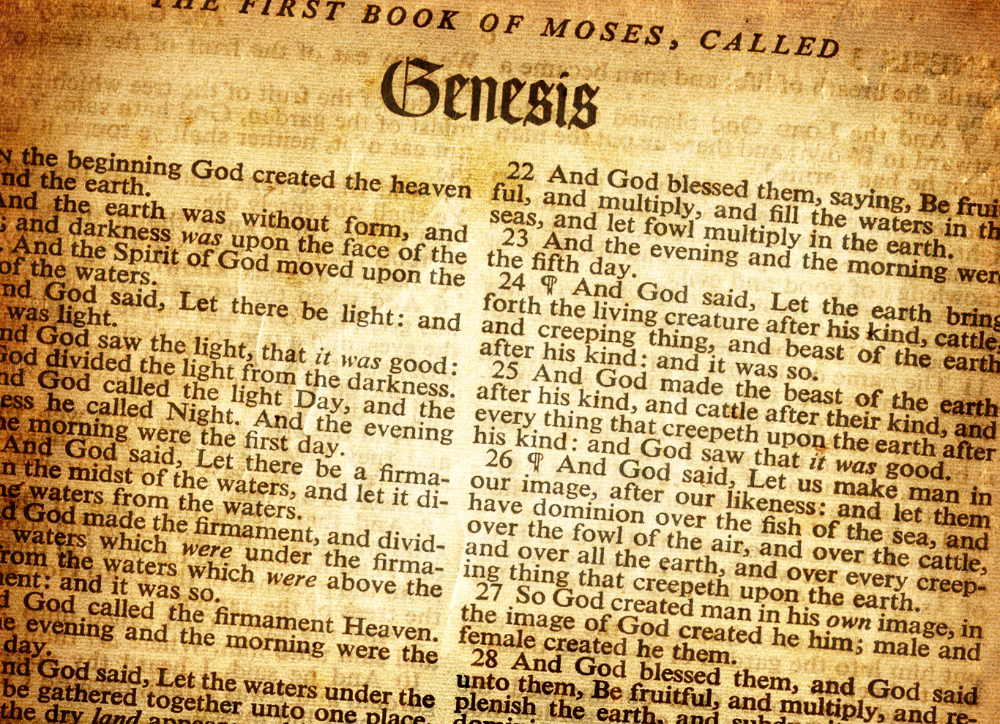 THE FIRST BOOK OF MOSES, CALLED
Genesis
N the beginning God created the heaven
nd the earth.
And the earth was without form, and
; and darkness was upon the face of the
. And the Spirit of God moved upon the
of the waters.
nd God said, Let there be light: and
was light.
nd God saw the light, that it was good:
God divided the light from the darkness.
nd God called the light Day, and the
ess he called Night. And the evening
he morning were the first day.
And God said, Let there be a firma-
n the midst of the waters, and let it di-
he waters from the waters.
d God made the firmament, and divid-
waters which were under the firma-
from the waters which were above the
ent: and it was so.
d God called the firmament Heaven.
e evening and the morning were the
day.
nd God said, Let the waters under the
be gathered together unto one place,
the dry land
22 And God blessed them, saying, Be frui
ful, and multiply, and fill the waters in th
seas, and let fowl multiply in the earth.
23 And the evening and the morning were
the fifth day.
24 ¶ And God said, Let the earth bring
forth the living creature after his kind, cattle
and creeping thing, and beast of the earth
after his kind: and it was so.
25 And God made the beast of the earth
after his kind, and cattle after their kind, and
every thing that creepeth upon the earth after
his kind: and God saw that it was good.
26 ¶ And God said, Let us make man in
our image, after our likeness: and let them
have dominion over the fish of the sea, and
over the fowl of the air, and over the cattle,
and over all the earth, and over every creep-
ing thing that creepeth upon the earth.
27 So God created man in his own image, in
the image of God created he him; male and
female created he them.
28 And God blessed them, and God said
unto them, Be fruitful, and multiply, and re-
plenish the earth, and